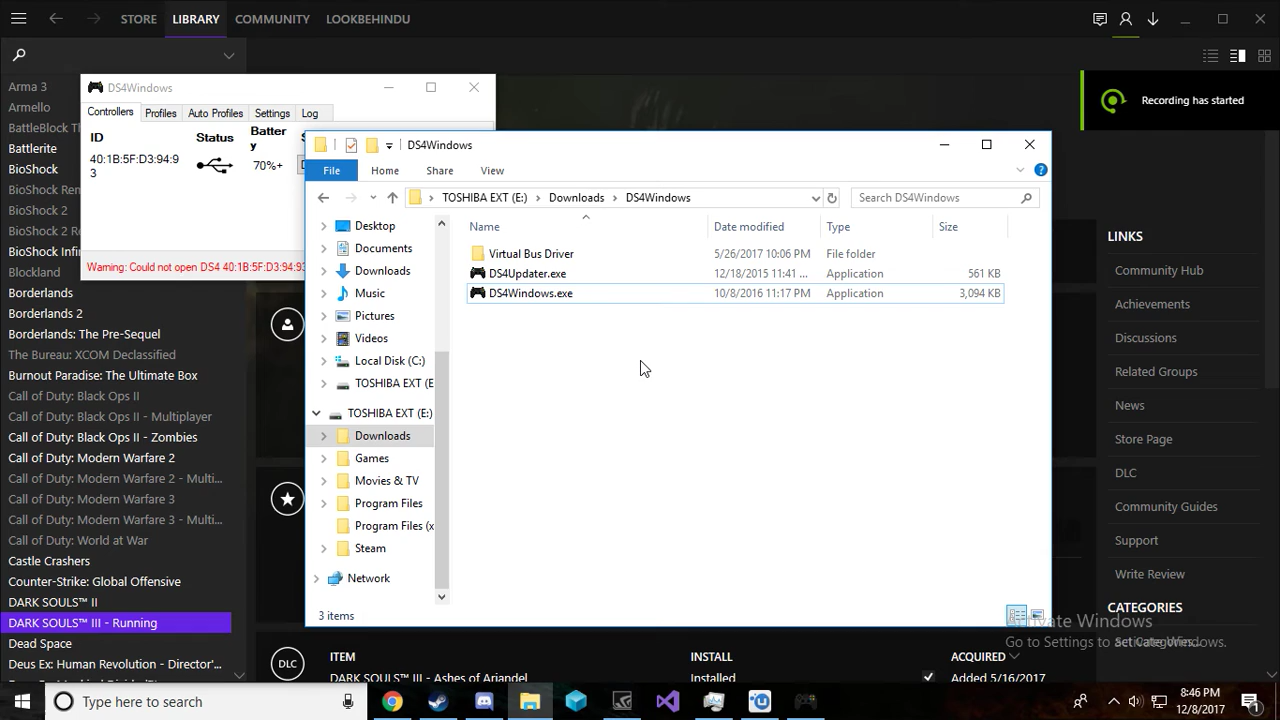 STORE LIBRARY COMMUNITY LOOKBEHINDU
Recording has started
Arma 3
Armello
BattleBlock Th
Battlerite
BioShock
BioShock Ren
BioShock 2
BioShock 2 Re
BioShock Infin
Blockland
Borderlands
Borderlands 2
Borderlands: The Pre-Sequel
The Bureau: XCOM Declassified
Burnout Paradise: The Ultimate Box
Call of Duty: Black Ops II
Call of Duty: Black Ops II - Multiplayer
Call of Duty: Black Ops II - Zombies
Call of Duty: Modern Warfare 2
Call of Duty: Modern Warfare 2 - Multi...
Call of Duty: Modern Warfare 3
Call of Duty: Modern Warfare 3 - Multi...
Call of Duty: World at War
Castle Crashers
Counter-Strike: Global Offensive
DARK SOULS™ II
DARK SOULS™ III - Running
Dead Space
Deus Ex: Human Revolution - Director'...
DS4Windows
Controllers Profiles Auto Profiles Settings Log
ID Status Batter
y
40:1B:5F:D3:94:9
3
70%+
Warning: Could not open DS4 40:1B:5F:D3:94:93
DS4Windows
File Home Share View
TOSHIBA EXT (E:) Downloads DS4Windows Search DS4Windows
Name Date modified Type Size
Virtual Bus Driver 5/26/2017 10:06 PM File folder
DS4Updater.exe 12/18/2015 11:41 ... Application 561 KB
DS4Windows.exe 10/8/2016 11:17 PM Application 3,094 KB
Desktop
Documents
Downloads
Music
Pictures
Videos
Local Disk (C:)
TOSHIBA EXT (E
TOSHIBA EXT (E:)
Downloads
Games
Movies & TV
Program Files
Program Files (x
Steam
Network
3 items
LINKS
Community Hub
Achievements
Discussions
Related Groups
News
Store Page
DLC
Community Guides
Support
Write Review
CATEGORIES
Activate Windows
Go to Settings to activate Windows.
Set Categories...
DLC
ITEM INSTALL ACQUIRED
DARK SOULS™ III - Ashes of Ariandel Installed Added 5/16/2017
Type here to search
8:46 PM
12/8/2017
1